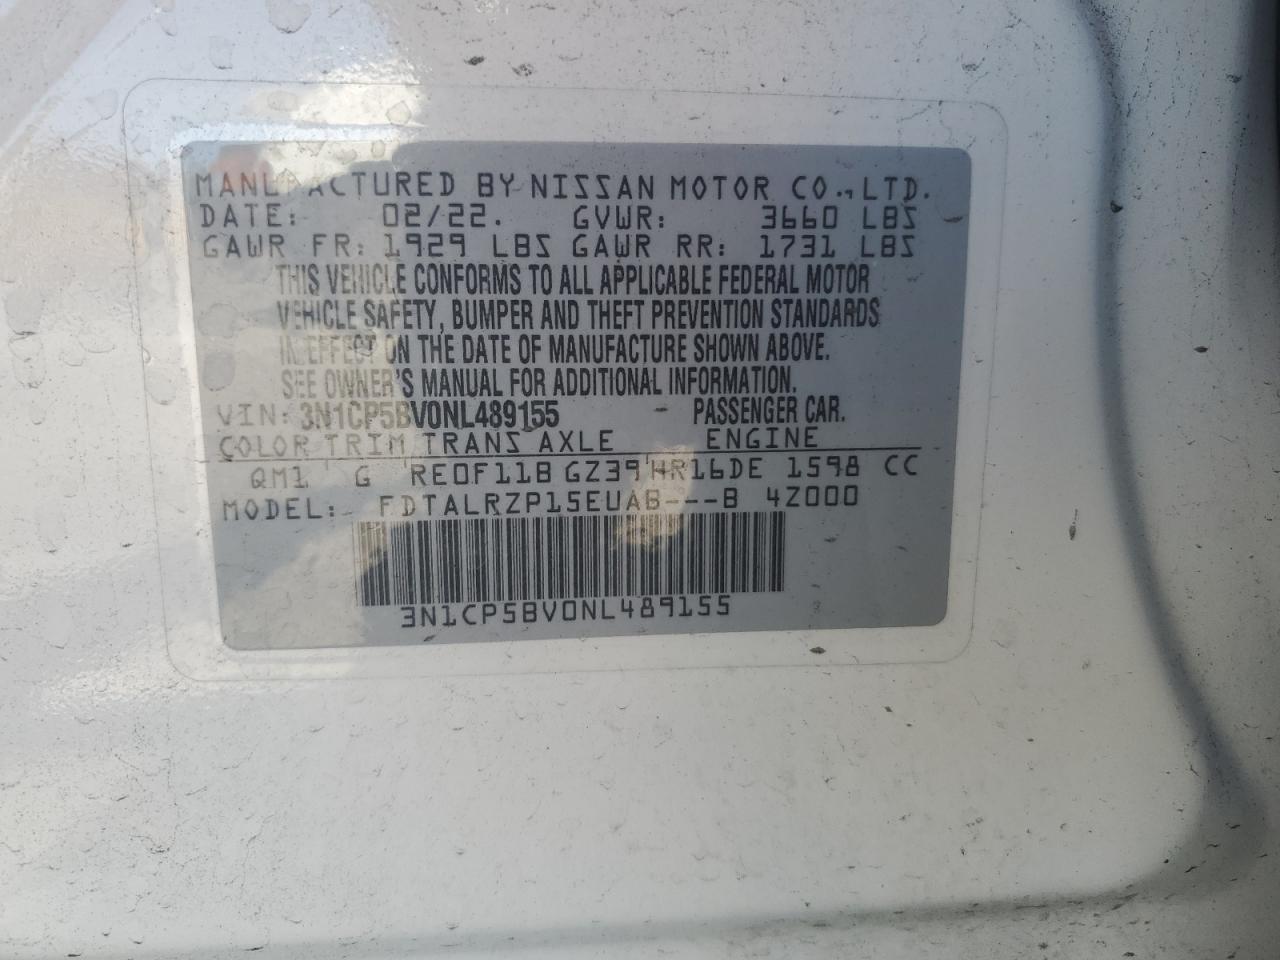 MANUFACTURED BY NISSAN MOTOR CO., LTD.
DATE: 02/22. GVWR: 3660 LBS
GAWR FR: 1929 LBS GAWR RR: 1731 LBS
THIS VEHICLE CONFORMS TO ALL APPLICABLE FEDERAL MOTOR
VEHICLE SAFETY, BUMPER AND THEFT PREVENTION STANDARDS
IN EFFECT ON THE DATE OF MANUFACTURE SHOWN ABOVE.
SEE OWNER'S MANUAL FOR ADDITIONAL INFORMATION.
VIN: 3N1CP5BV0NL489155 - PASSENGER CAR.
COLOR TRIM TRANS AXLE ENGINE
QM1 G RE0F11B GZ39 HR16DE 1598 CC
MODEL: FDTALRZP15EUAB---B 4Z000
3N1CP5BV0NL489155